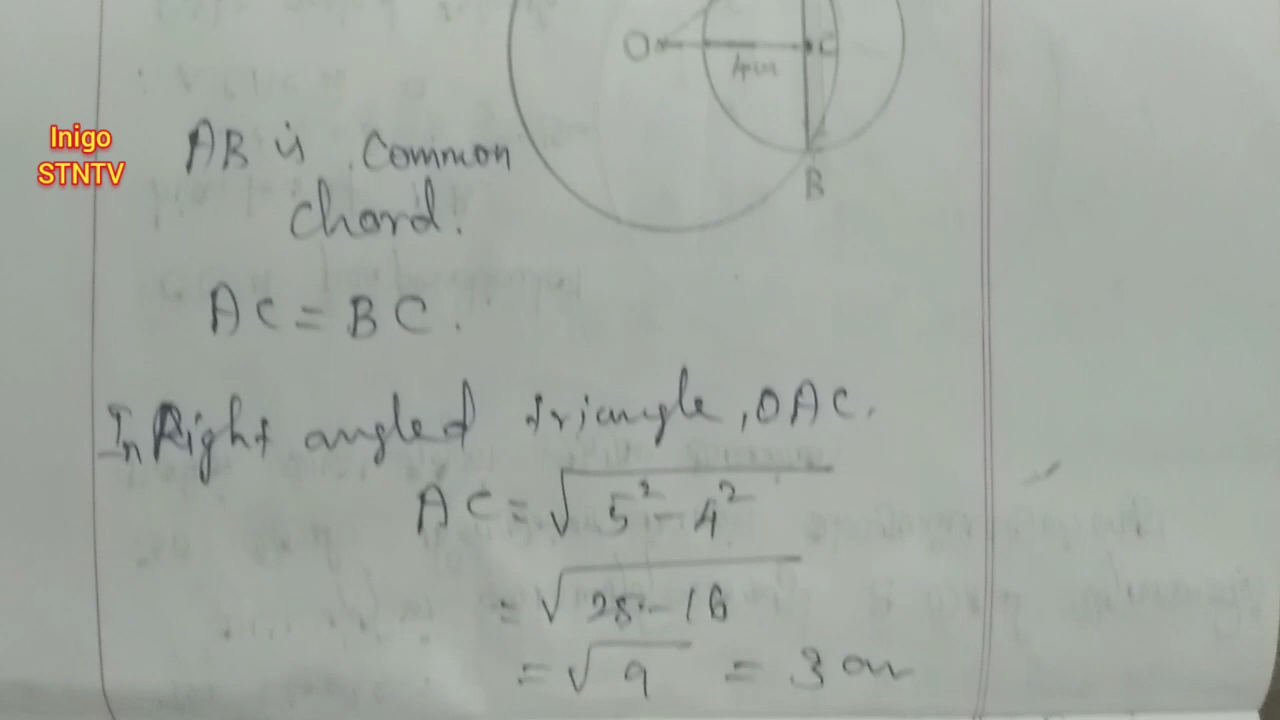 O
C
4cm
B
Inigo
STNTV
AB is common
chord.
AC = BC.
In Right angled triangle, OAC.
AC = √5² - 4²
= √25 - 16
= √9 = 3 cm